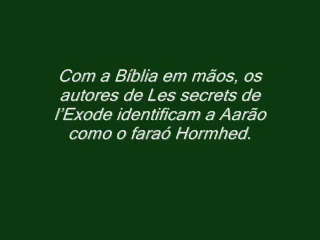 Com a Bíblia em mãos, os
autores de Les secrets de
l'Exode identificam a Aarão
como o faraó Hormhed.